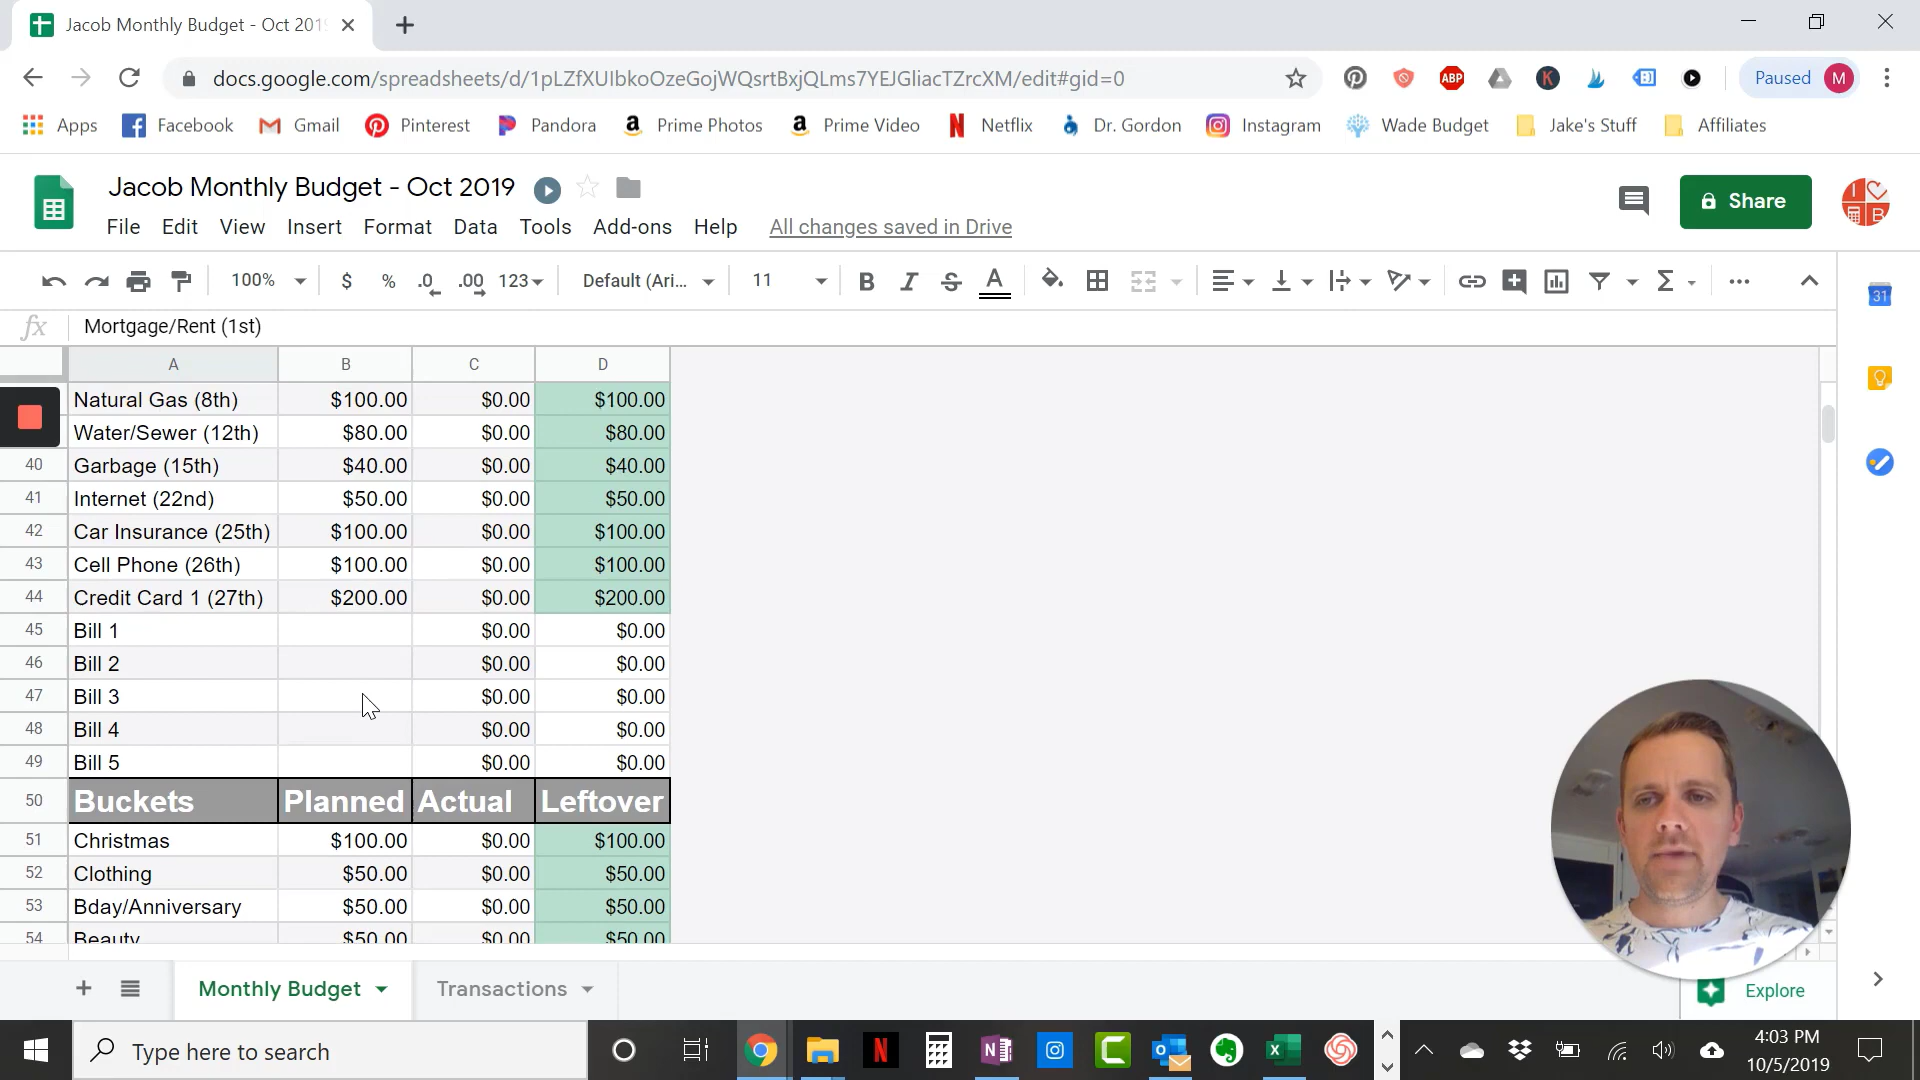 Jacob Monthly Budget - Oct 201
docs.google.com/spreadsheets/d/1pLZfXUIbkoOzeGojWQsrtBxjQLms7YEJGliacTZrcXM/edit#gid=0
ABP
K
Paused M
Apps Facebook Gmail Pinterest Pandora Prime Photos Prime Video Netflix Dr. Gordon Instagram Wade Budget Jake's Stuff Affiliates
Jacob Monthly Budget - Oct 2019
Share
File Edit View Insert Format Data Tools Add-ons Help All changes saved in Drive
100% $ % .0 .00 123 Default (Ari... 11 B I S A
31
fx Mortgage/Rent (1st)
A B C D
Natural Gas (8th) $100.00 $0.00 $100.00
Water/Sewer (12th) $80.00 $0.00 $80.00
40 Garbage (15th) $40.00 $0.00 $40.00
41 Internet (22nd) $50.00 $0.00 $50.00
42 Car Insurance (25th) $100.00 $0.00 $100.00
43 Cell Phone (26th) $100.00 $0.00 $100.00
44 Credit Card 1 (27th) $200.00 $0.00 $200.00
45 Bill 1 $0.00 $0.00
46 Bill 2 $0.00 $0.00
47 Bill 3 $0.00 $0.00
48 Bill 4 $0.00 $0.00
49 Bill 5 $0.00 $0.00
50 Buckets Planned Actual Leftover
51 Christmas $100.00 $0.00 $100.00
52 Clothing $50.00 $0.00 $50.00
53 Bday/Anniversary $50.00 $0.00 $50.00
54 Beauty $50.00 $0.00 $50.00
Monthly Budget Transactions
Explore
Type here to search
4:03 PM
10/5/2019